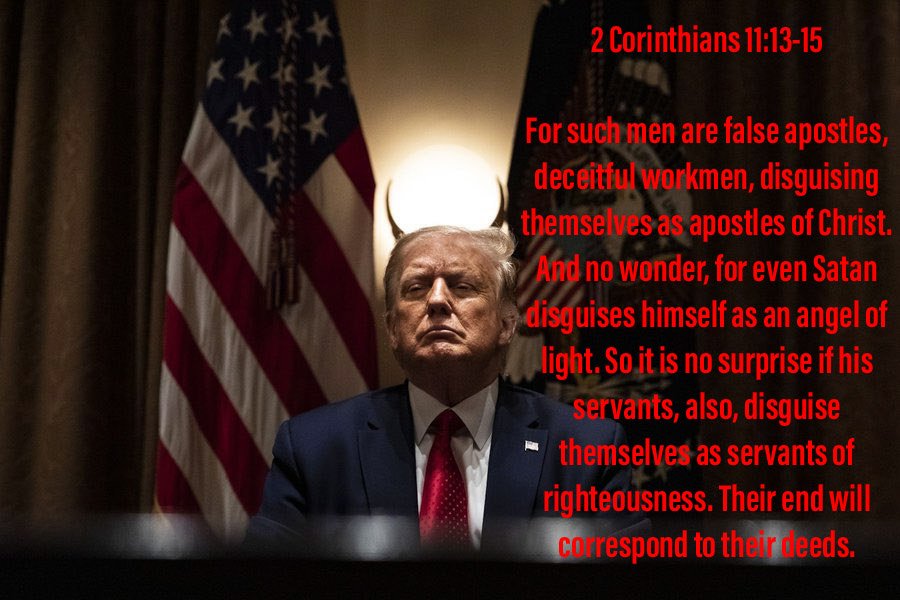 2 Corinthians 11:13-15
For such men are false apostles,
deceitful workmen, disguising
themselves as apostles of Christ.
And no wonder, for even Satan
disguises himself as an angel of
light. So it is no surprise if his
servants, also, disguise
themselves as servants of
righteousness. Their end will
correspond to their deeds.